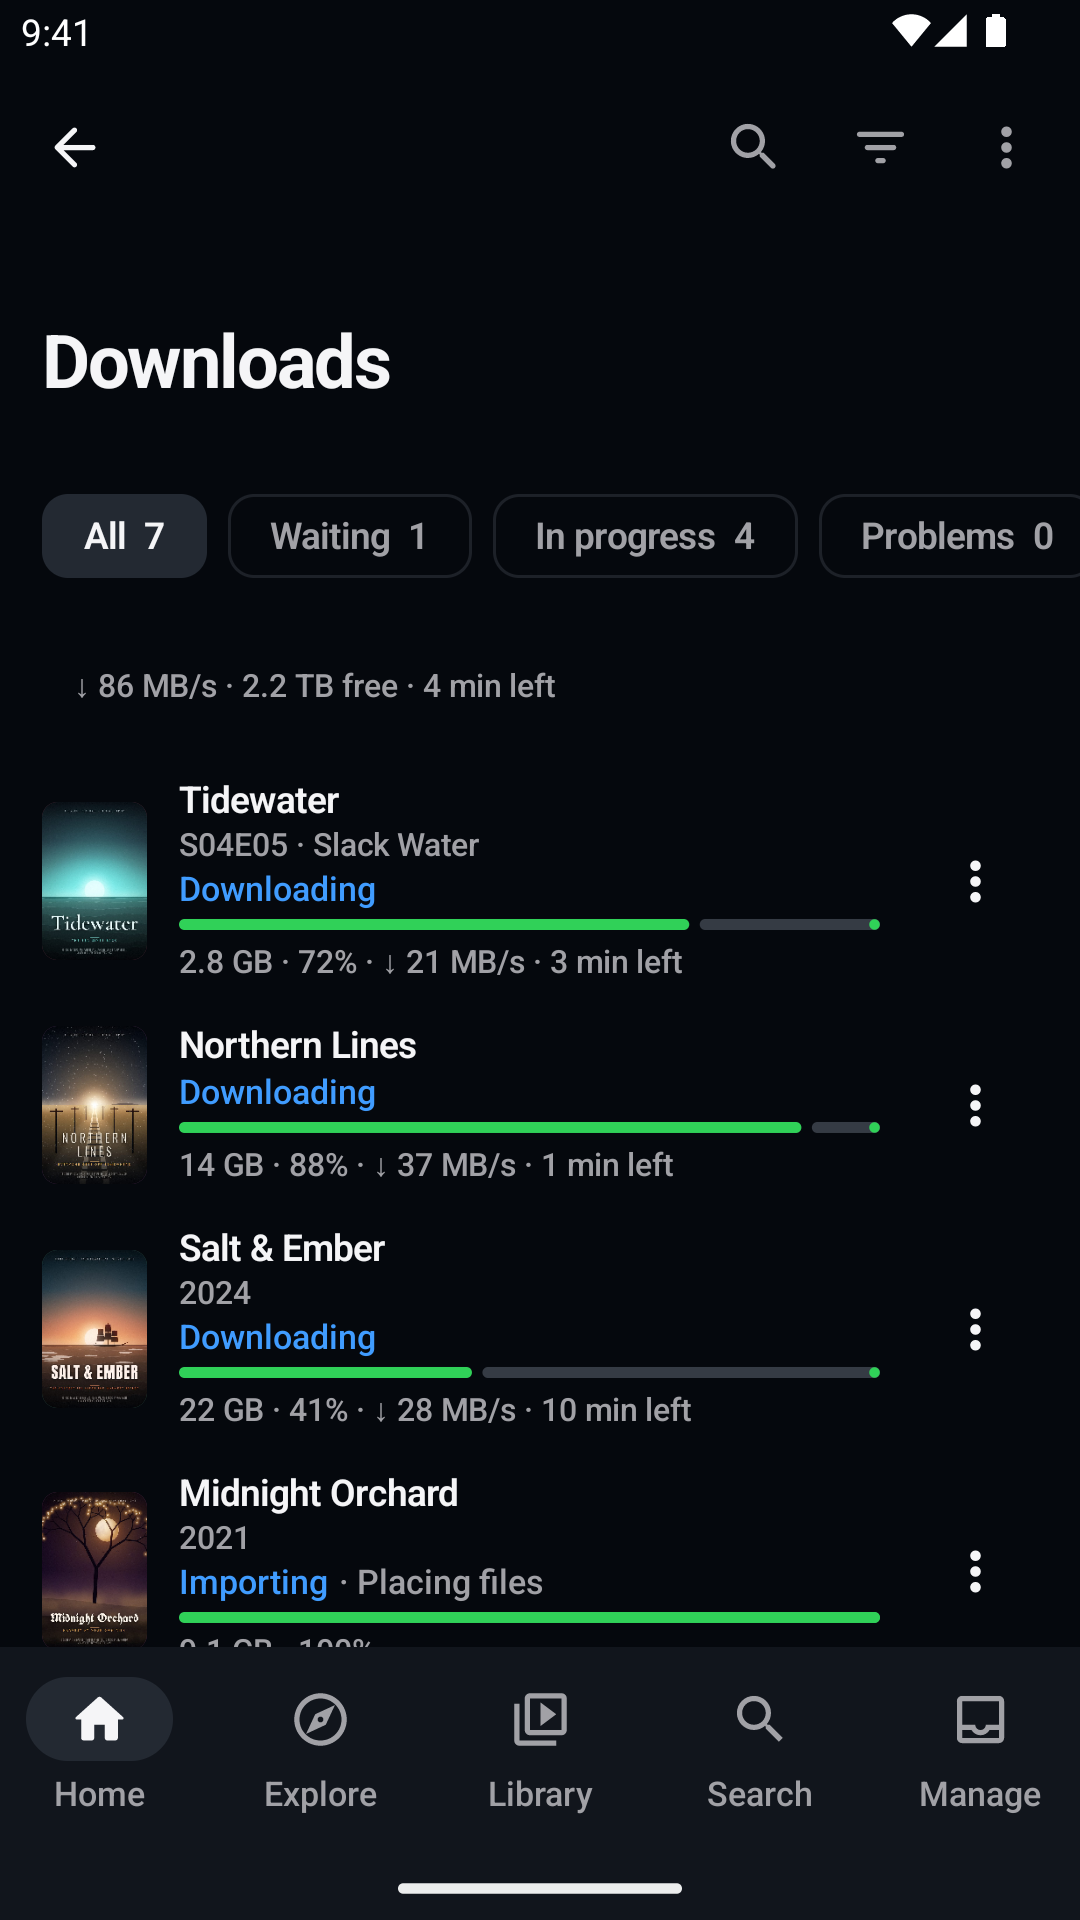 9:41
Downloads
All 7
Waiting 1
In progress 4
Problems 0
↓ 86 MB/s · 2.2 TB free · 4 min left
Tidewater
S04E05 · Slack Water
Downloading
2.8 GB · 72% · ↓ 21 MB/s · 3 min left
Tidewater
Northern Lines
Downloading
14 GB · 88% · ↓ 37 MB/s · 1 min left
NORTHERN
LINES
Salt & Ember
2024
Downloading
22 GB · 41% · ↓ 28 MB/s · 10 min left
SALT & EMBER
Midnight Orchard
2021
Importing · Placing files
Midnight Orchard
Home
Explore
Library
Search
Manage